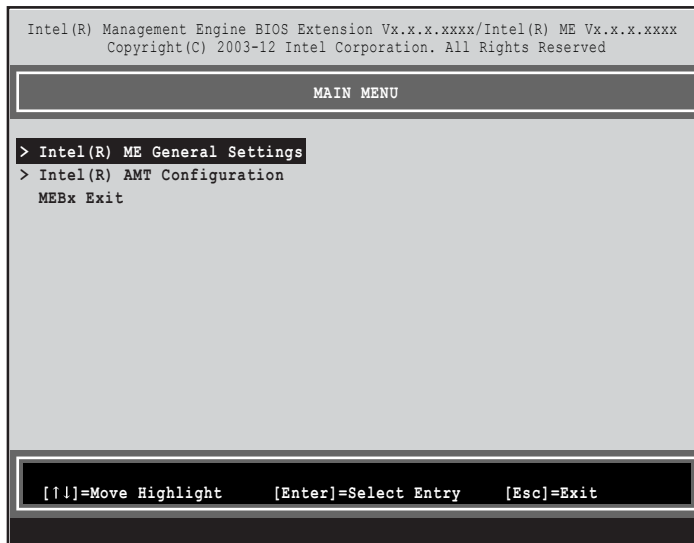 Intel(R) Management Engine BIOS Extension Vx.x.x.xxxx/Intel(R) ME Vx.x.x.xxxx
Copyright(C) 2003-12 Intel Corporation. All Rights Reserved
MAIN MENU
> Intel(R) ME General Settings
> Intel(R) AMT Configuration
MEBx Exit
[↑↓]=Move Highlight [Enter]=Select Entry [Esc]=Exit